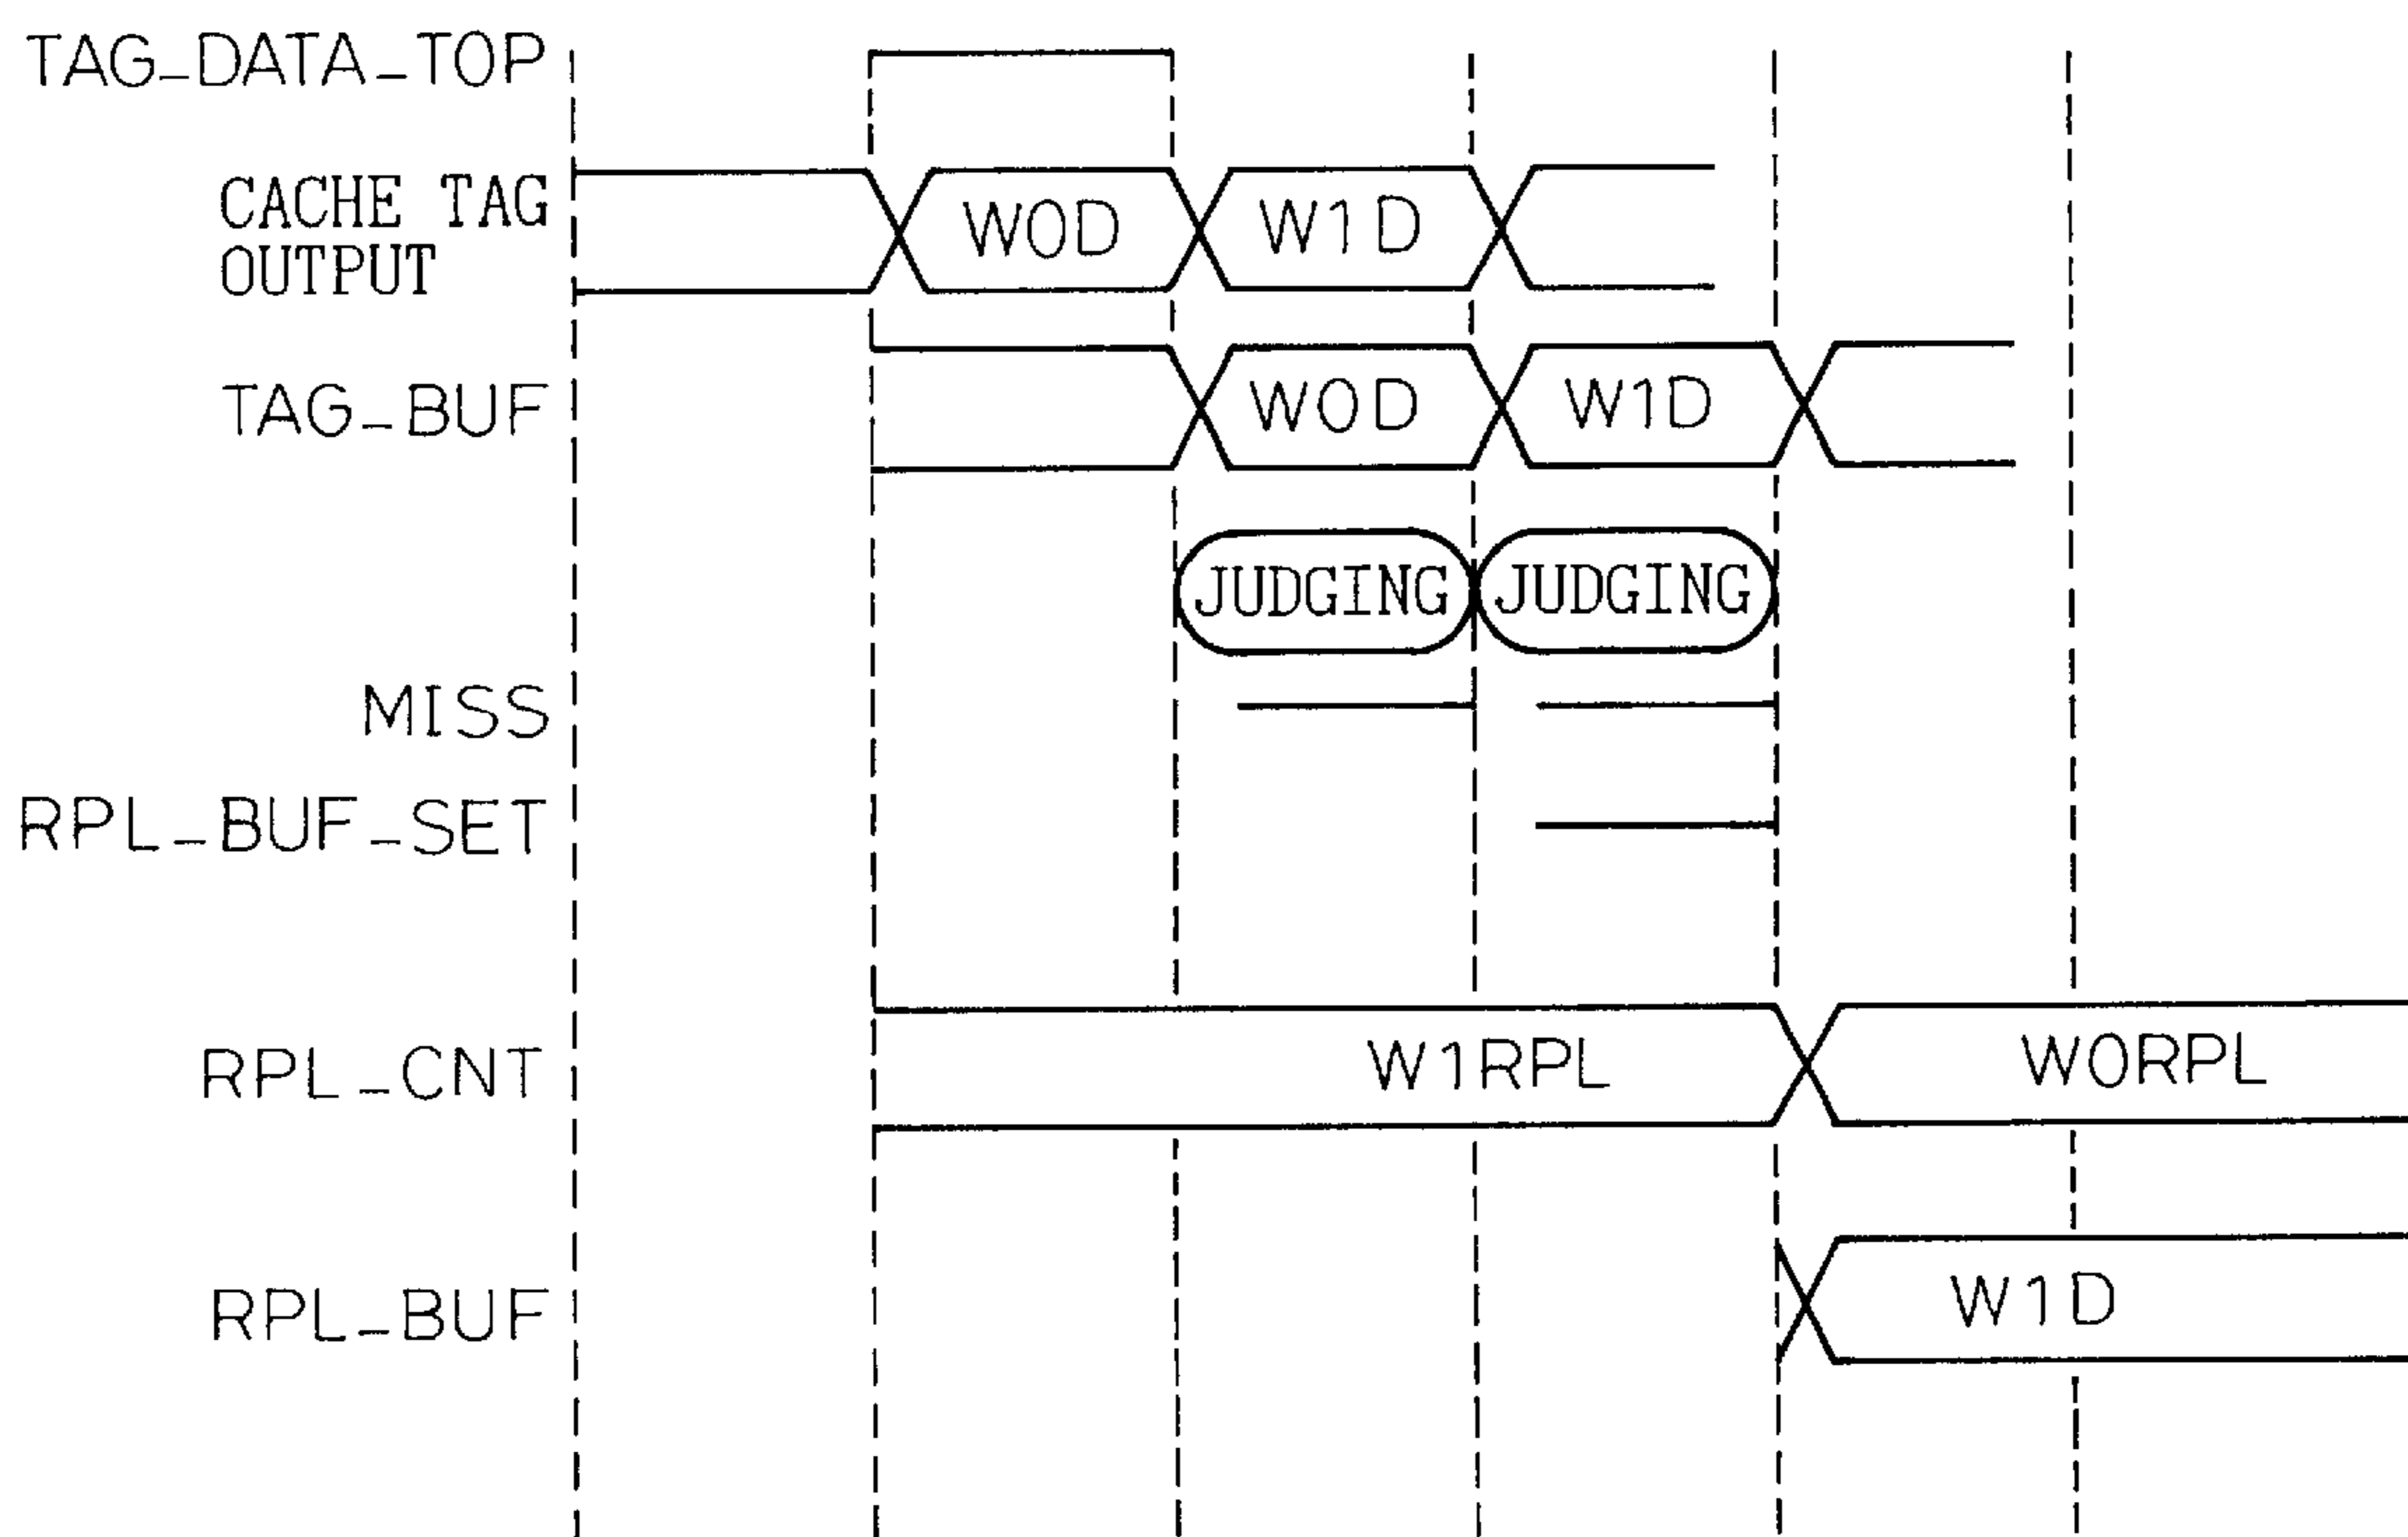 TAG_DATA_TOP
CACHE TAG
OUTPUT
W0D
W1D
TAG_BUF
W0D
W1D
JUDGING
JUDGING
MISS
RPL_BUF_SET
RPL_CNT
W1RPL
W0RPL
RPL_BUF
W1D